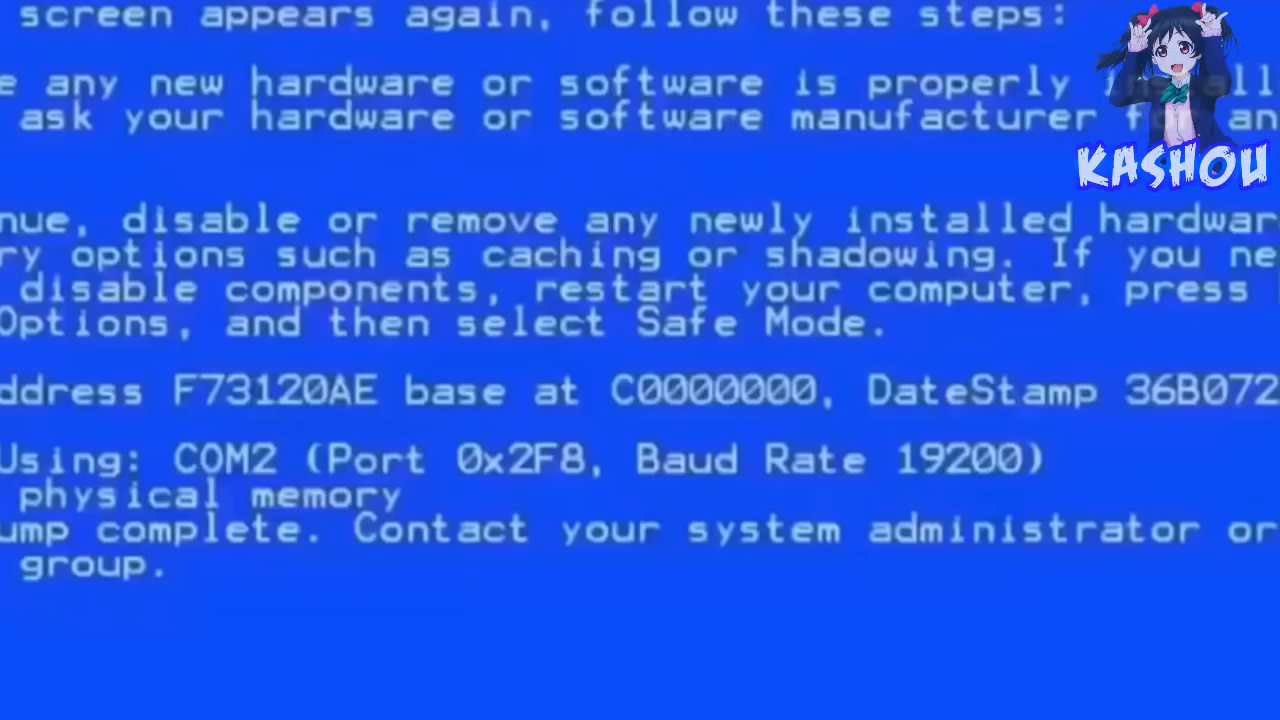 screen appears again, follow these steps:
e any new hardware or software is properly install
ask your hardware or software manufacturer for an
nue, disable or remove any newly installed hardwar
ry options such as caching or shadowing. If you ne
disable components, restart your computer, press
Options, and then select Safe Mode.
ddress F73120AE base at C0000000, DateStamp 36B072
Using: COM2 (Port 0x2F8, Baud Rate 19200)
physical memory
ump complete. Contact your system administrator or
group.
KASHOU